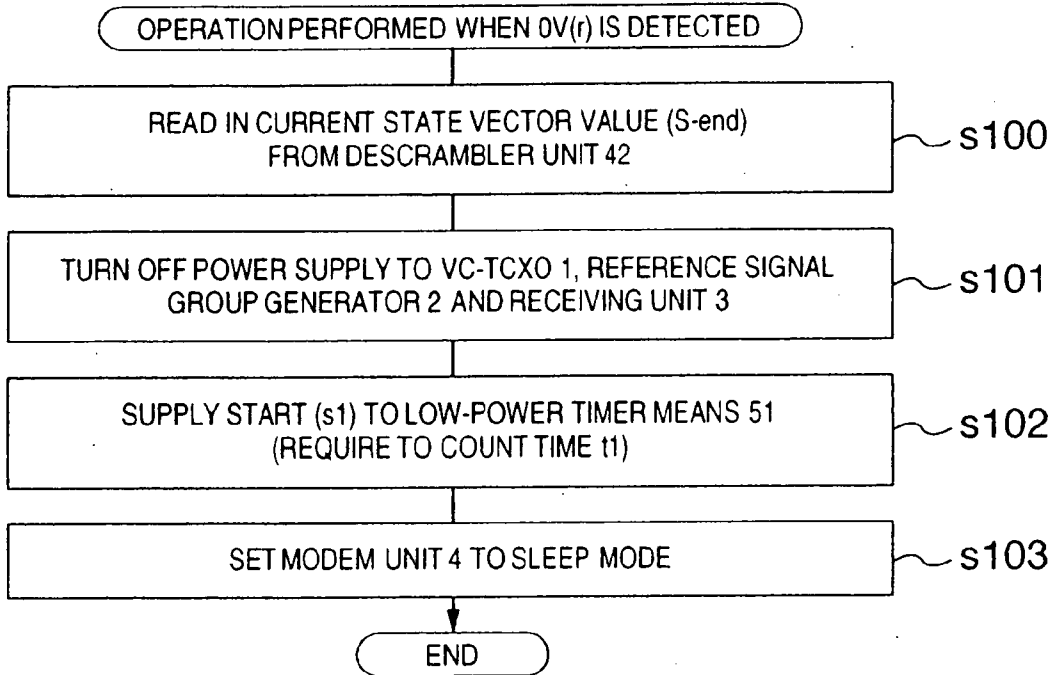 OPERATION PERFORMED WHEN 0V(r) IS DETECTED
READ IN CURRENT STATE VECTOR VALUE (S-end)
FROM DESCRAMBLER UNIT 42
s100
TURN OFF POWER SUPPLY TO VC-TCXO 1, REFERENCE SIGNAL
GROUP GENERATOR 2 AND RECEIVING UNIT 3
s101
SUPPLY START (s1) TO LOW-POWER TIMER MEANS 51
(REQUIRE TO COUNT TIME t1)
s102
SET MODEM UNIT 4 TO SLEEP MODE
s103
END